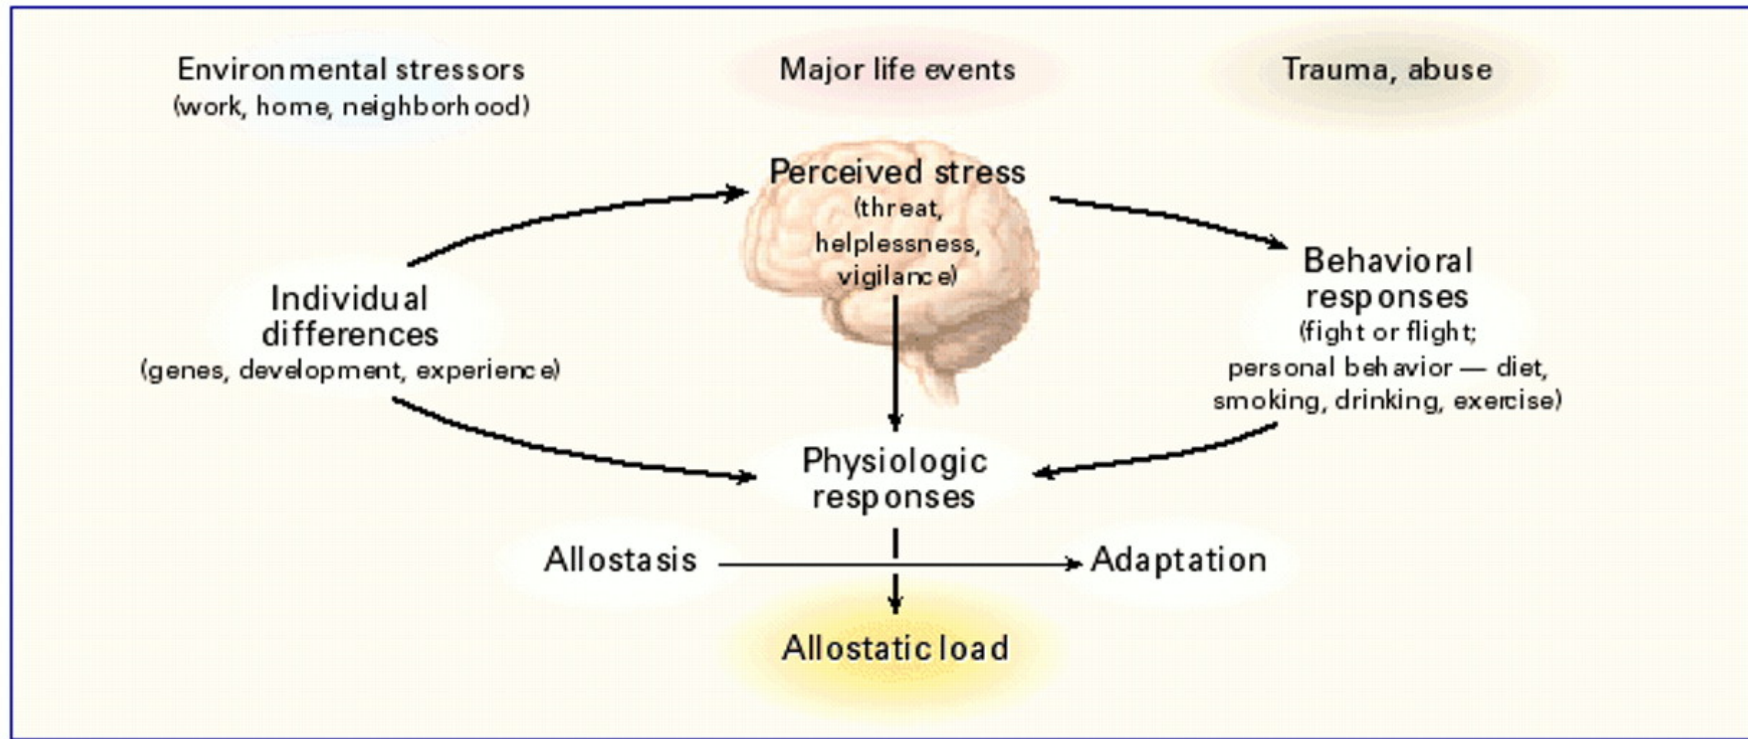 Environmental stressors
(work, home, neighborhood)
Major life events
Trauma, abuse
Perceived stress
(threat,
helplessness,
vigilance)
Individual
differences
(genes, development, experience)
Behavioral
responses
(fight or flight;
personal behavior — diet,
smoking, drinking, exercise)
Physiologic
responses
Allostasis
Adaptation
Allostatic load